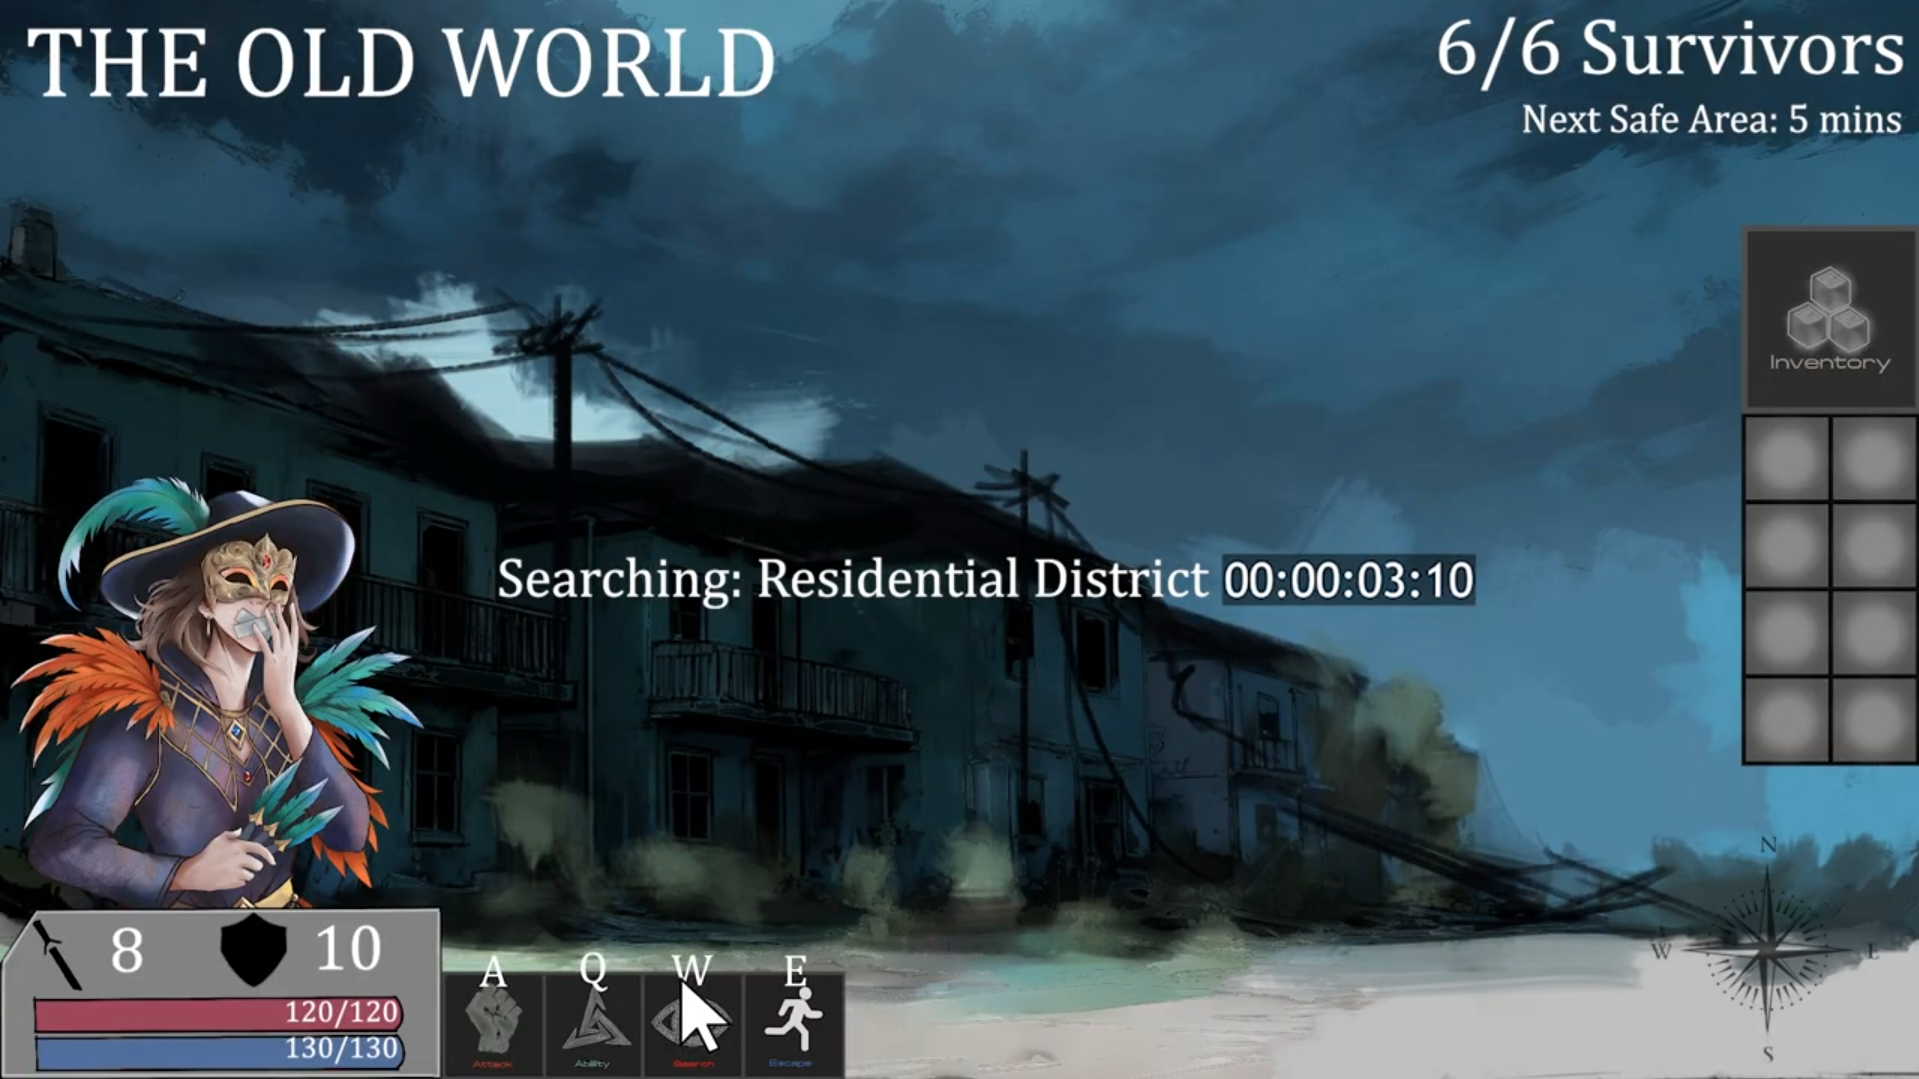 THE OLD WORLD
6/6 Survivors
Next Safe Area: 5 mins
Inventory
Searching: Residential District 00:00:03:10
N
W
E
S
8
10
120/120
130/130
A
Q
W
E
Attack
Ability
Search
Escape